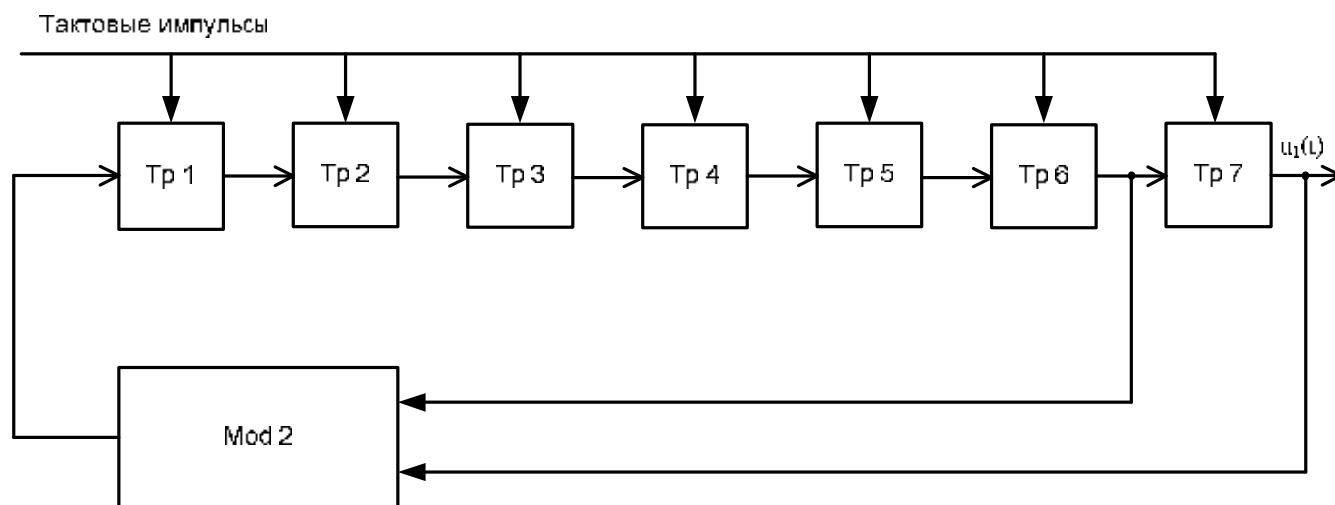 Тактовые импульсы
Тр 1
Тр 2
Тр 3
Тр 4
Тр 5
Тр 6
Тр 7
u₁(t)
Mod 2